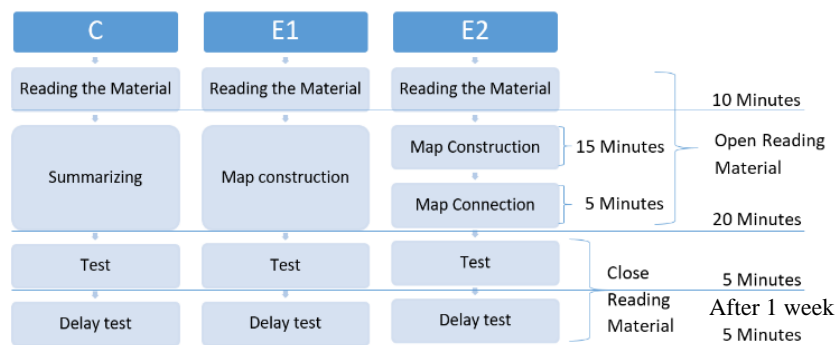 C E1 E2
Reading the Material Reading the Material Reading the Material
10 Minutes
Summarizing Map construction Map Construction 15 Minutes
Open Reading
Material
Map Connection 5 Minutes
20 Minutes
Test Test Test
Close
Reading
Material
5 Minutes
After 1 week
Delay test Delay test Delay test
5 Minutes